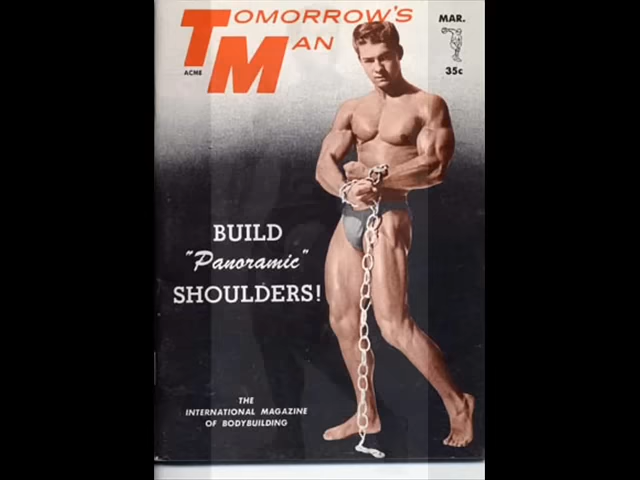 TOMORROW'S
MAN
ACME
MAR.
35c
BUILD
"Panoramic"
SHOULDERS!
THE
INTERNATIONAL MAGAZINE
OF BODYBUILDING